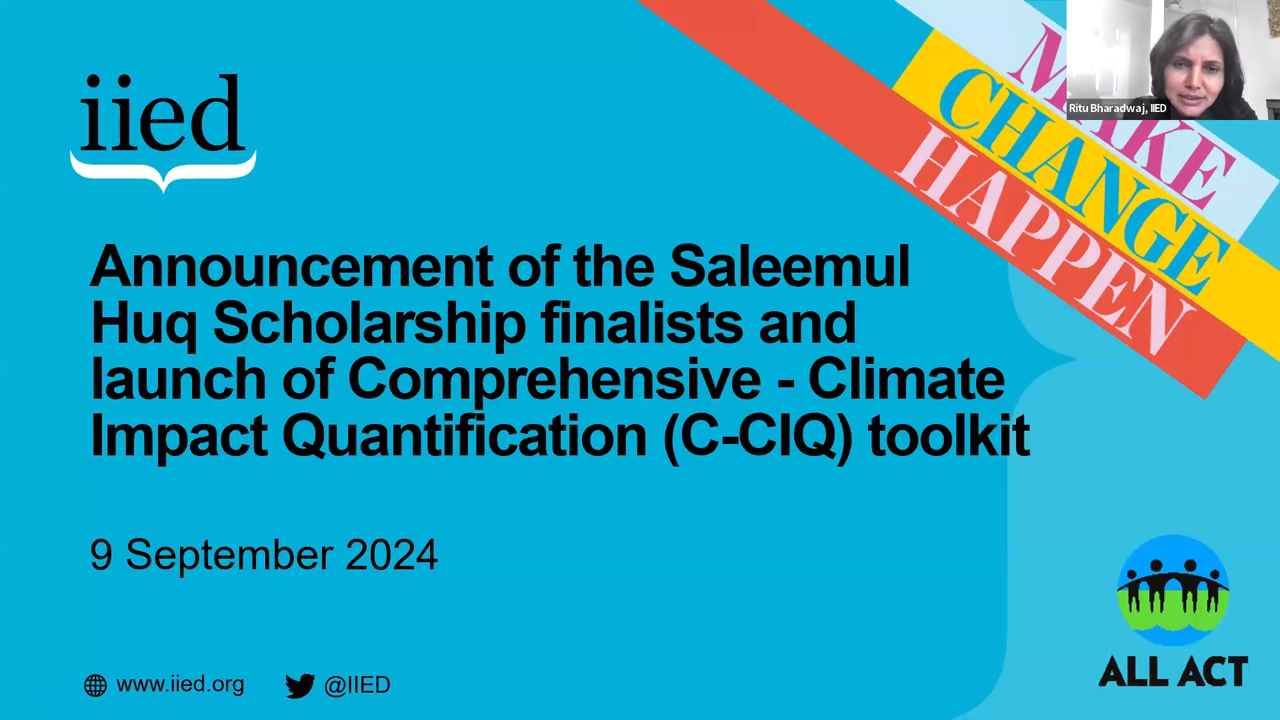 iied
MAKE
CHANGE
HAPPEN
Ritu Bharadwaj, IIED
Announcement of the Saleemul
Huq Scholarship finalists and
launch of Comprehensive - Climate
Impact Quantification (C-CIQ) toolkit
9 September 2024
www.iied.org
@IIED
ALL ACT